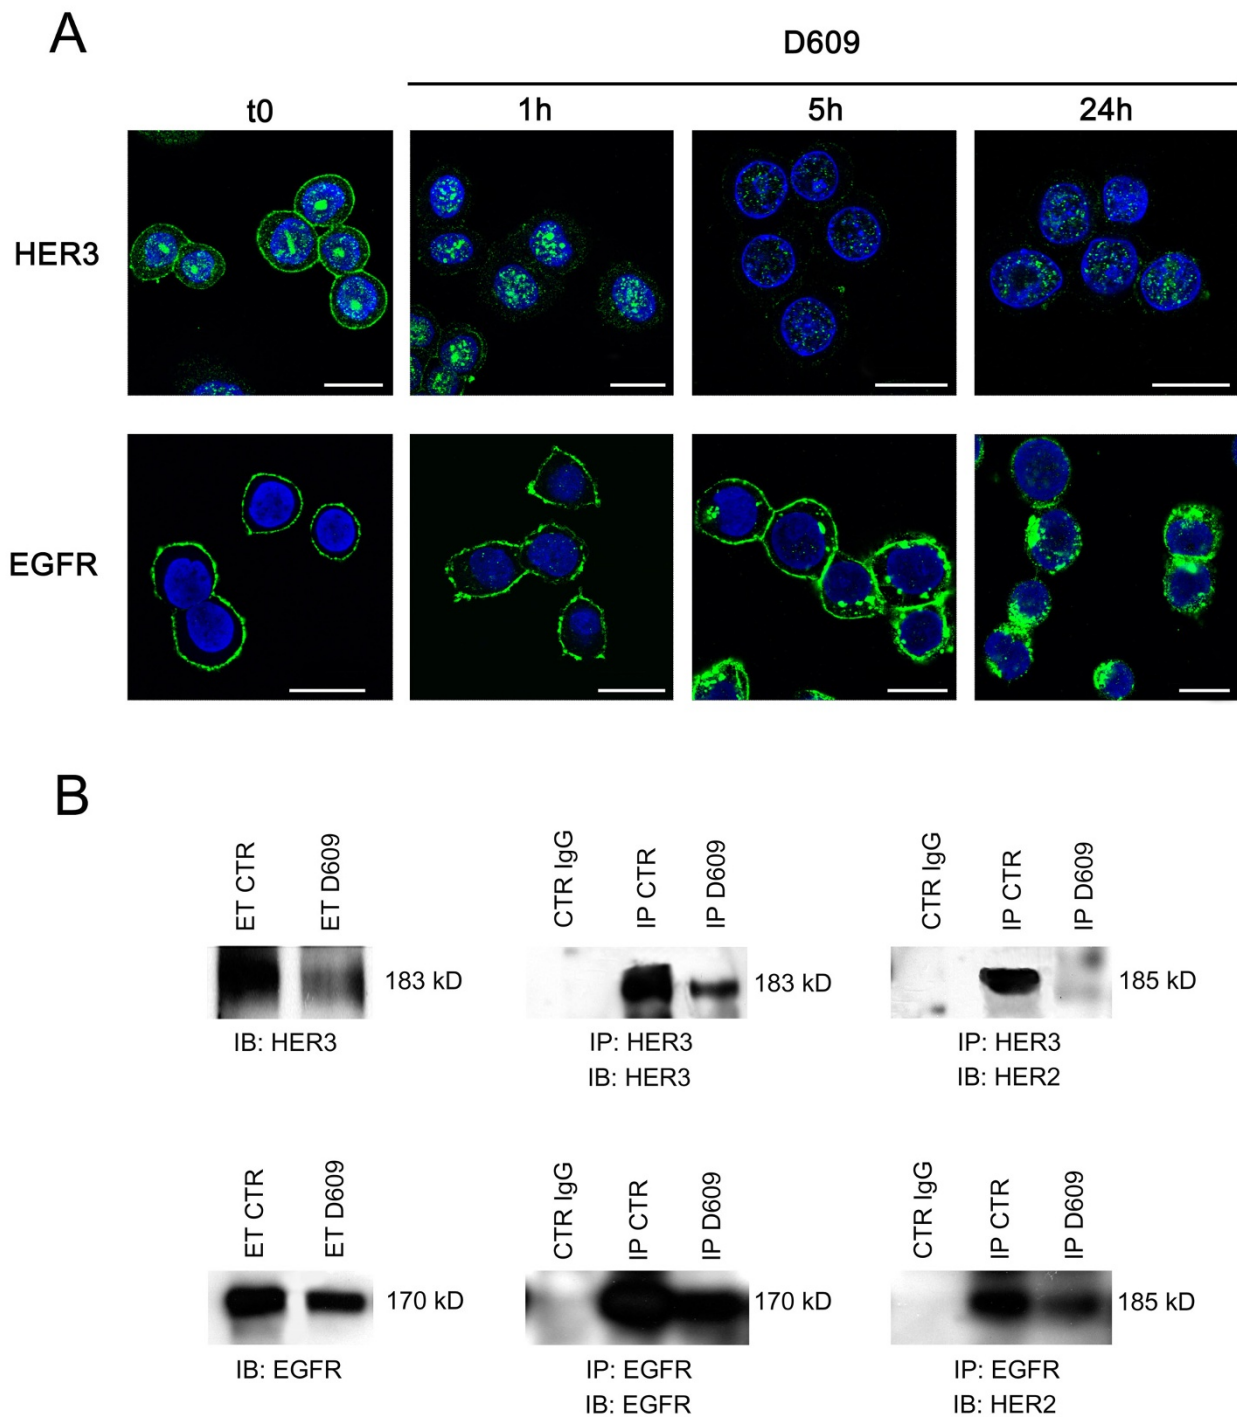 A
D609
t0 1h 5h 24h
HER3
EGFR
B
ET CTR ET D609 CTR IgG IP CTR IP D609 CTR IgG IP CTR IP D609
183 kD 183 kD 185 kD
IB: HER3 IP: HER3 IP: HER3
IB: HER3 IB: HER2
ET CTR ET D609 CTR IgG IP CTR IP D609 CTR IgG IP CTR IP D609
170 kD 170 kD 185 kD
IB: EGFR IP: EGFR IP: EGFR
IB: EGFR IB: HER2